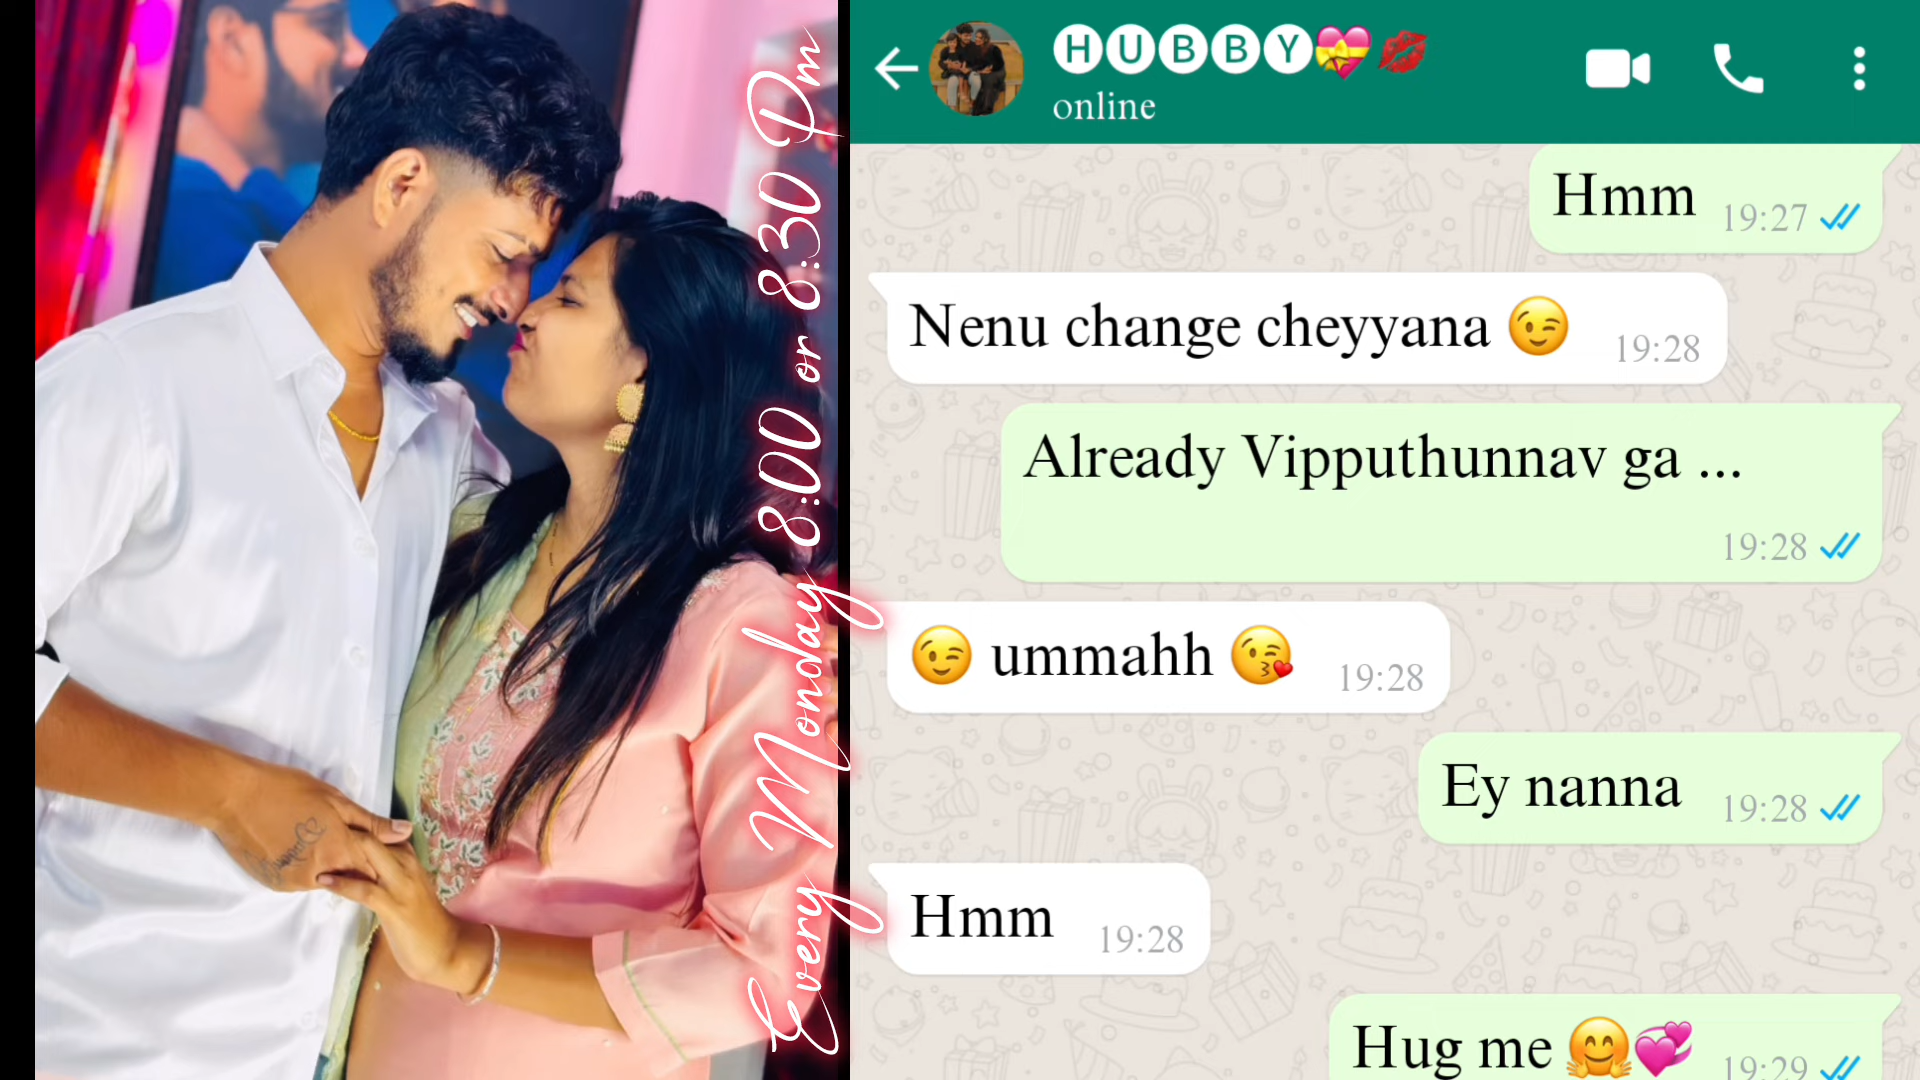 Every Monday 8:00 or 8:30 Pm
HUBBY💝💋
online
Hmm 19:27
Nenu change cheyyana 😉 19:28
Already Vipputhunnav ga ...
19:28
😉 ummahh 😘 19:28
Ey nanna 19:28
Hmm 19:28
Hug me 🤗💞 19:29